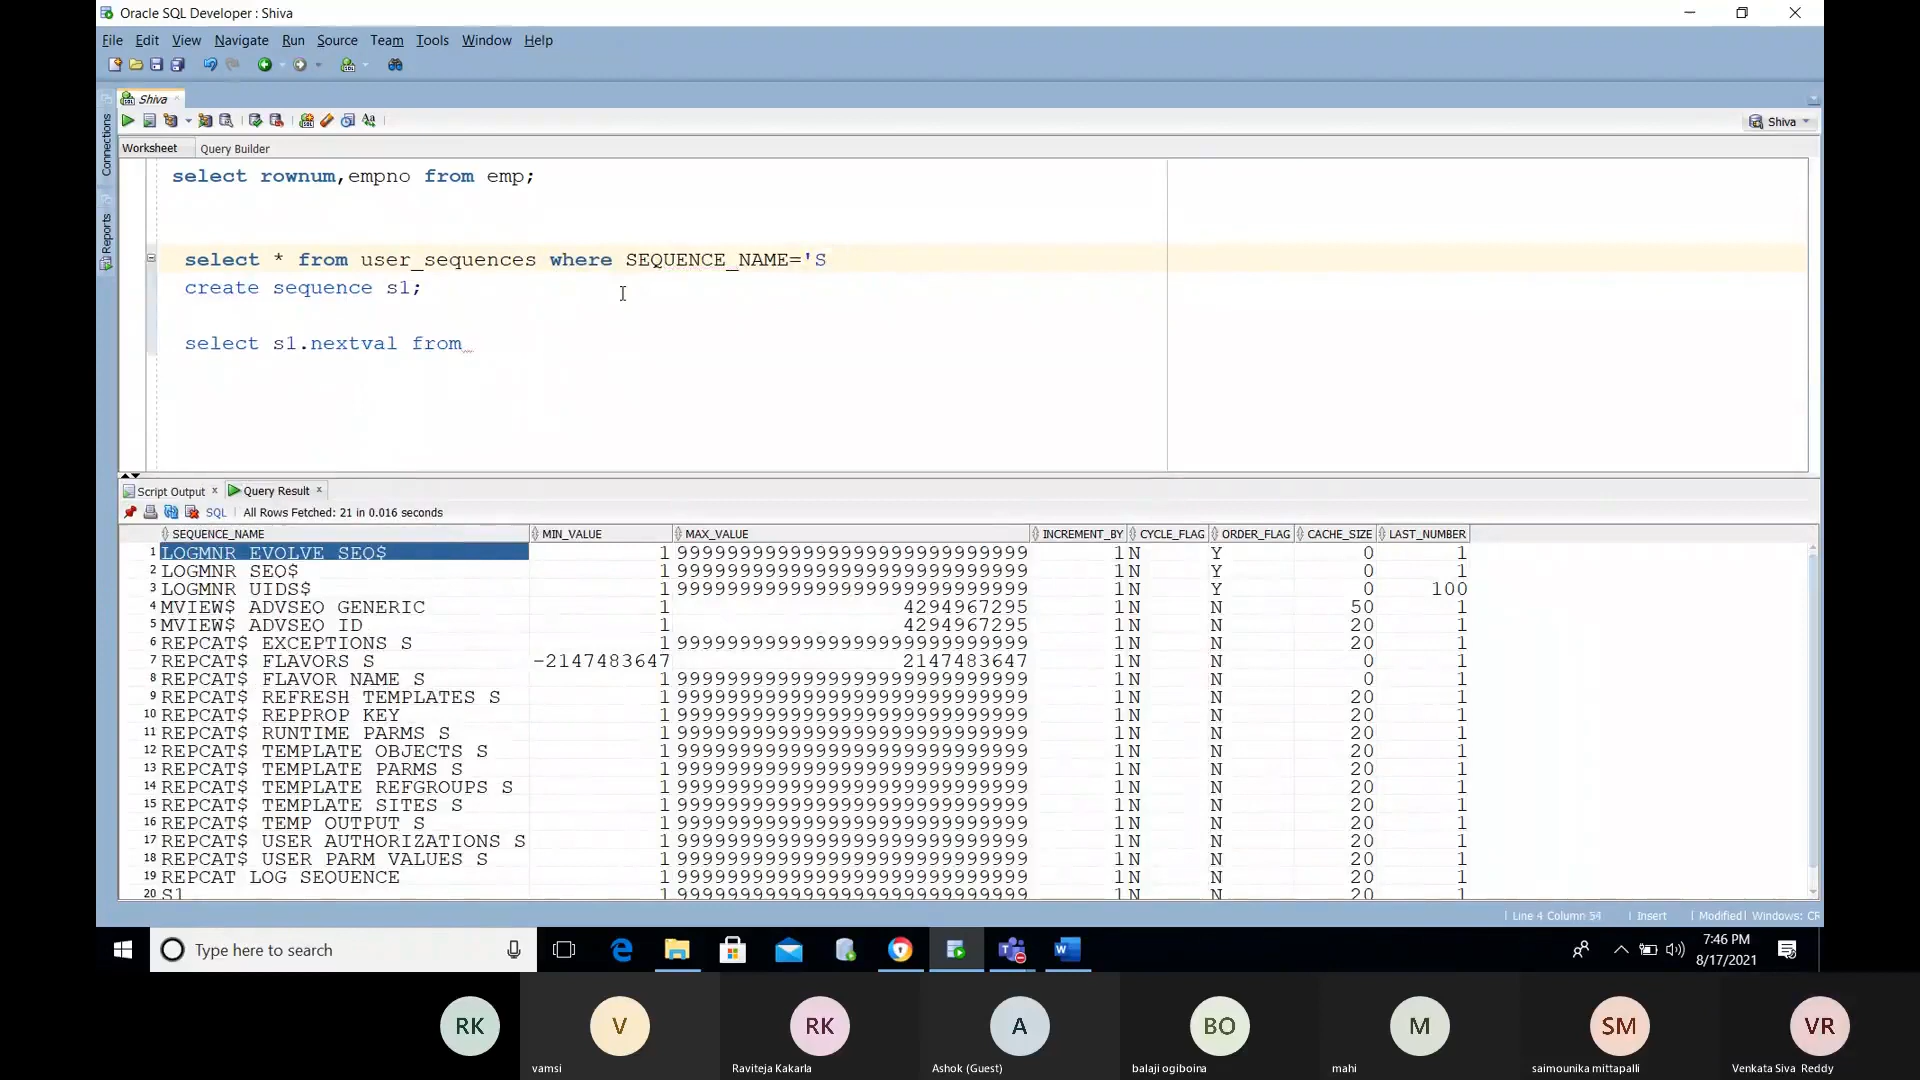 Oracle SQL Developer : Shiva
File Edit View Navigate Run Source Team Tools Window Help
Shiva
Shiva
Connections
Reports
Worksheet Query Builder
select rownum,empno from emp;
select * from user_sequences where SEQUENCE_NAME='S
create sequence s1;
select s1.nextval from
Script Output Query Result
SQL All Rows Fetched: 21 in 0.016 seconds
SEQUENCE_NAME MIN_VALUE MAX_VALUE INCREMENT_BY CYCLE_FLAG ORDER_FLAG CACHE_SIZE LAST_NUMBER
1 LOGMNR_EVOLVE_SEQ$ 1 9999999999999999999999999999 1 N Y 0 1
2 LOGMNR_SEQ$ 1 9999999999999999999999999999 1 N Y 0 1
3 LOGMNR_UIDS$ 1 9999999999999999999999999999 1 N Y 0 100
4 MVIEW$_ADVSEQ_GENERIC 1 4294967295 1 N N 50 1
5 MVIEW$_ADVSEQ_ID 1 4294967295 1 N N 20 1
6 REPCAT$_EXCEPTIONS_S 1 9999999999999999999999999999 1 N N 20 1
7 REPCAT$_FLAVORS_S -2147483647 2147483647 1 N N 0 1
8 REPCAT$_FLAVOR_NAME_S 1 9999999999999999999999999999 1 N N 0 1
9 REPCAT$_REFRESH_TEMPLATES_S 1 9999999999999999999999999999 1 N N 20 1
10 REPCAT$_REPPROP_KEY 1 9999999999999999999999999999 1 N N 20 1
11 REPCAT$_RUNTIME_PARMS_S 1 9999999999999999999999999999 1 N N 20 1
12 REPCAT$_TEMPLATE_OBJECTS_S 1 9999999999999999999999999999 1 N N 20 1
13 REPCAT$_TEMPLATE_PARMS_S 1 9999999999999999999999999999 1 N N 20 1
14 REPCAT$_TEMPLATE_REFGROUPS_S 1 9999999999999999999999999999 1 N N 20 1
15 REPCAT$_TEMPLATE_SITES_S 1 9999999999999999999999999999 1 N N 20 1
16 REPCAT$_TEMP_OUTPUT_S 1 9999999999999999999999999999 1 N N 20 1
17 REPCAT$_USER_AUTHORIZATIONS_S 1 9999999999999999999999999999 1 N N 20 1
18 REPCAT$_USER_PARM_VALUES_S 1 9999999999999999999999999999 1 N N 20 1
19 REPCAT_LOG_SEQUENCE 1 9999999999999999999999999999 1 N N 20 1
20 S1 1 9999999999999999999999999999 1 N N 20 1
Line 4 Column 54 Insert Modified Windows: CR
Type here to search
7:46 PM
8/17/2021
RK V RK A BO M SM VR
vamsi Raviteja Kakarla Ashok (Guest) balaji ogiboina mahi saimounika mittapalli Venkata Siva Reddy